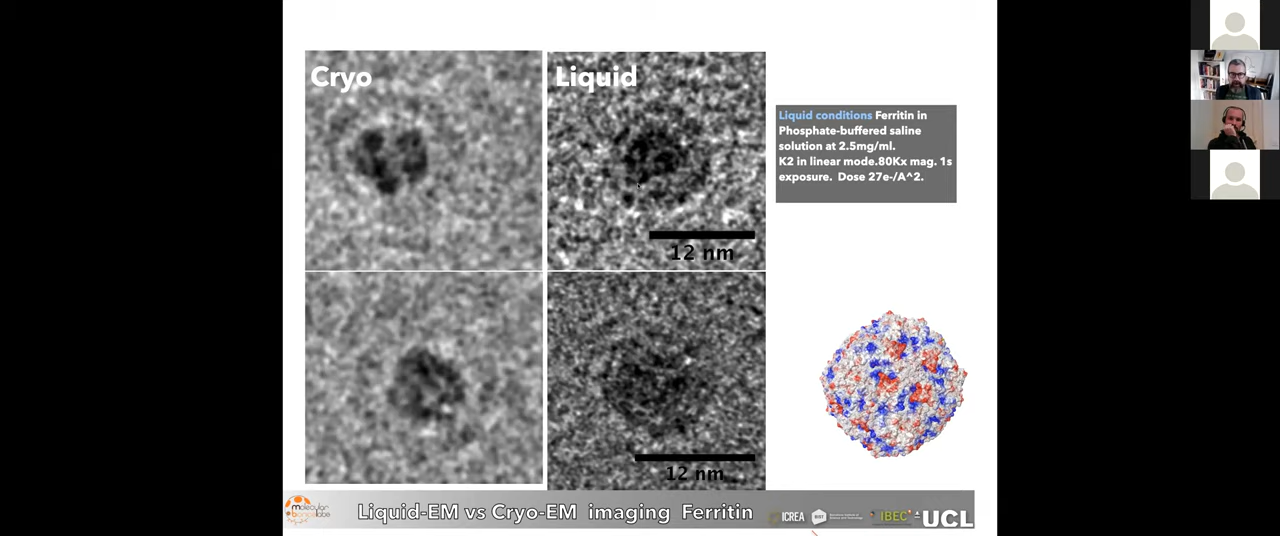 Cryo
Liquid
Liquid conditions Ferritin in
Phosphate-buffered saline
solution at 2.5mg/ml.
K2 in linear mode.80Kx mag. 1s
exposure. Dose 27e-/A^2.
12 nm
12 nm
molecular
Liquid-EM vs Cryo-EM imaging Ferritin
ICREA
BIST
IBEC
UCL